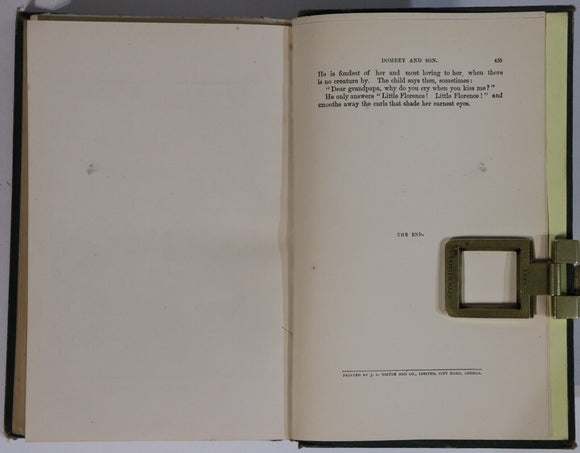 DOMBEY AND SON.
He is fondest of her and most loving to her, when there
is no creature by. The child says then, sometimes:
"Dear grandpapa, why do you cry when you kiss me?"
He only answers "Little Florence! Little Florence!" and
smooths away the curls that shade her earnest eyes.
THE END.
PRINTED BY J. S. VIRTUE AND CO., LIMITED, CITY ROAD, LONDON.